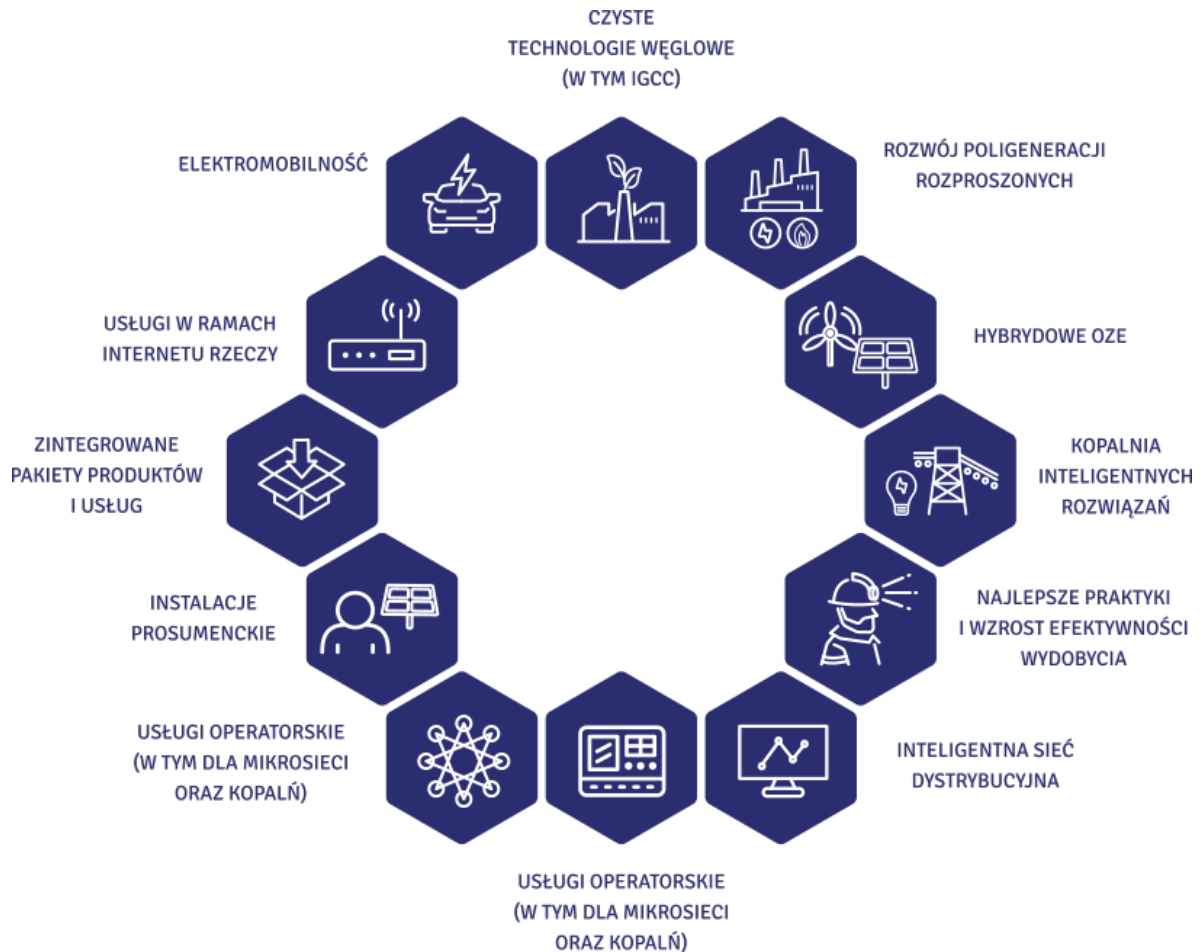 CZYSTE
TECHNOLOGIE WĘGLOWE
(W TYM IGCC)
ROZWÓJ POLIGENERACJI
ROZPROSZONYCH
HYBRYDOWE OZE
KOPALNIA
INTELIGENTNYCH
ROZWIĄZAŃ
NAJLEPSZE PRAKTYKI
I WZROST EFEKTYWNOŚCI
WYDOBYCIA
INTELIGENTNA SIEĆ
DYSTRYBUCYJNA
USŁUGI OPERATORSKIE
(W TYM DLA MIKROSIECI
ORAZ KOPALŃ)
USŁUGI OPERATORSKIE
(W TYM DLA MIKROSIECI
ORAZ KOPALŃ)
INSTALACJE
PROSUMENCKIE
ZINTEGROWANE
PAKIETY PRODUKTÓW
I USŁUG
USŁUGI W RAMACH
INTERNETU RZECZY
ELEKTROMOBILNOŚĆ